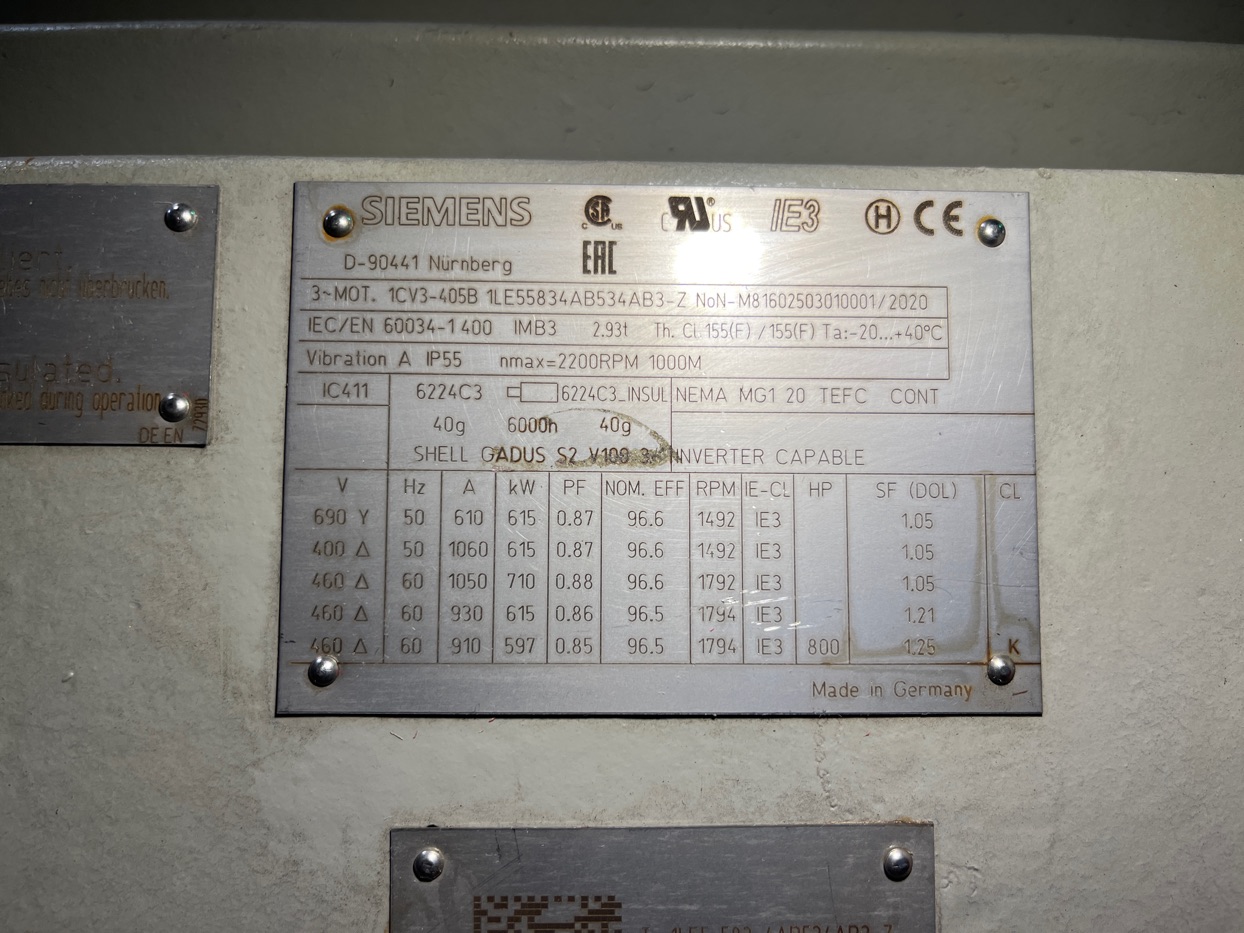 SIEMENS
CSA C US
C UR US
IE3
H CE
EAC
D-90441 Nürnberg
3~MOT. 1CV3-405B 1LE55834AB534AB3-Z NoN-M81602503010001/2020
IEC/EN 60034-1 400 IMB3 2.93t Th. Cl.155(F)/155(F) Ta:-20...+40°C
Vibration A IP55 nmax=2200RPM 1000M
IC411 6224C3 6224C3_INSUL NEMA MG1 20 TEFC CONT
40g 6000h 40g
SHELL GADUS S2 V100 3 INVERTER CAPABLE
V Hz A kW PF NOM. EFF RPM IE-CL HP SF (DOL) CL
690 Y 50 610 615 0.87 96.6 1492 IE3 1.05
400 Δ 50 1060 615 0.87 96.6 1492 IE3 1.05
460 Δ 60 1050 710 0.88 96.6 1792 IE3 1.05
460 Δ 60 930 615 0.86 96.5 1794 IE3 1.21
460 Δ 60 910 597 0.85 96.5 1794 IE3 800 1.25 K
Made in Germany
überbrücken.
during operation
DE EN